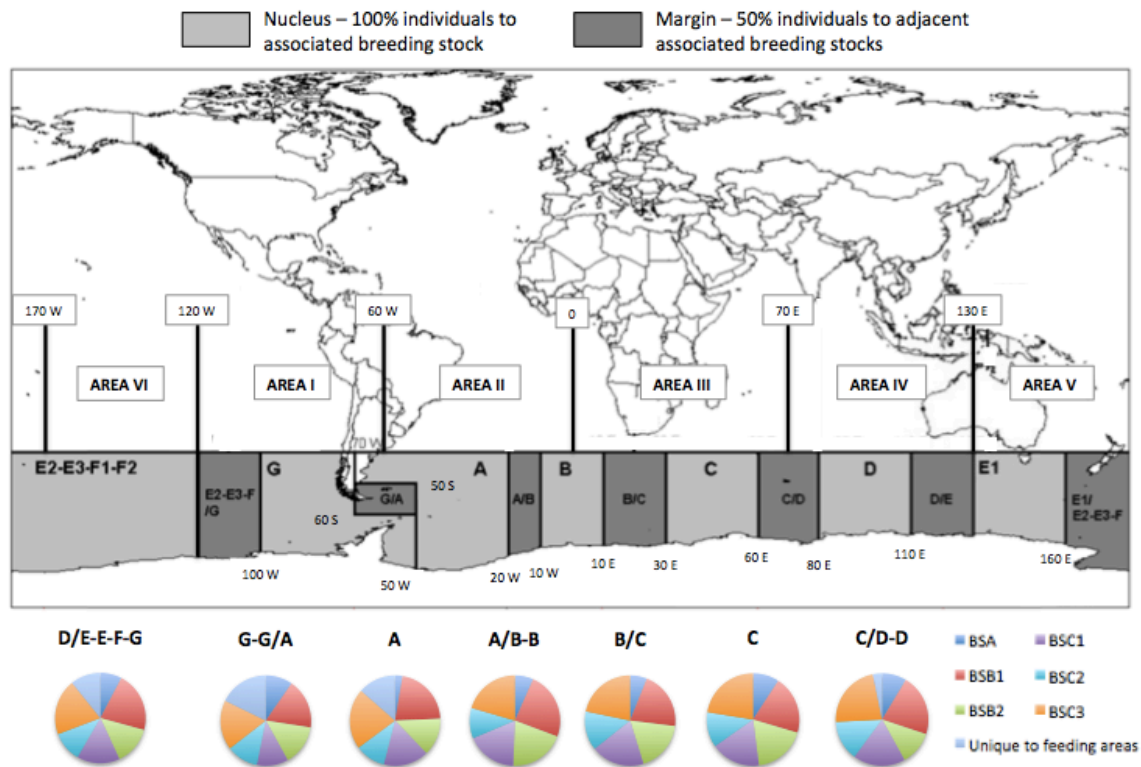 Nucleus – 100% individuals to
associated breeding stock
Margin – 50% individuals to adjacent
associated breeding stocks
170 W
120 W
60 W
0
70 E
130 E
AREA VI
AREA I
AREA II
AREA III
AREA IV
AREA V
70 W
E2-E3-F1-F2
E2-E3-F
/G
G
G/A
50 S
60 S
A
A/B
B
B/C
C
C/D
D
D/E
E1
E1/
E2-E3-F
100 W
50 W
20 W
10 W
10 E
30 E
60 E
80 E
110 E
160 E
D/E-E-F-G
G-G/A
A
A/B-B
B/C
C
C/D-D
BSA
BSC1
BSB1
BSC2
BSB2
BSC3
Unique to feeding areas